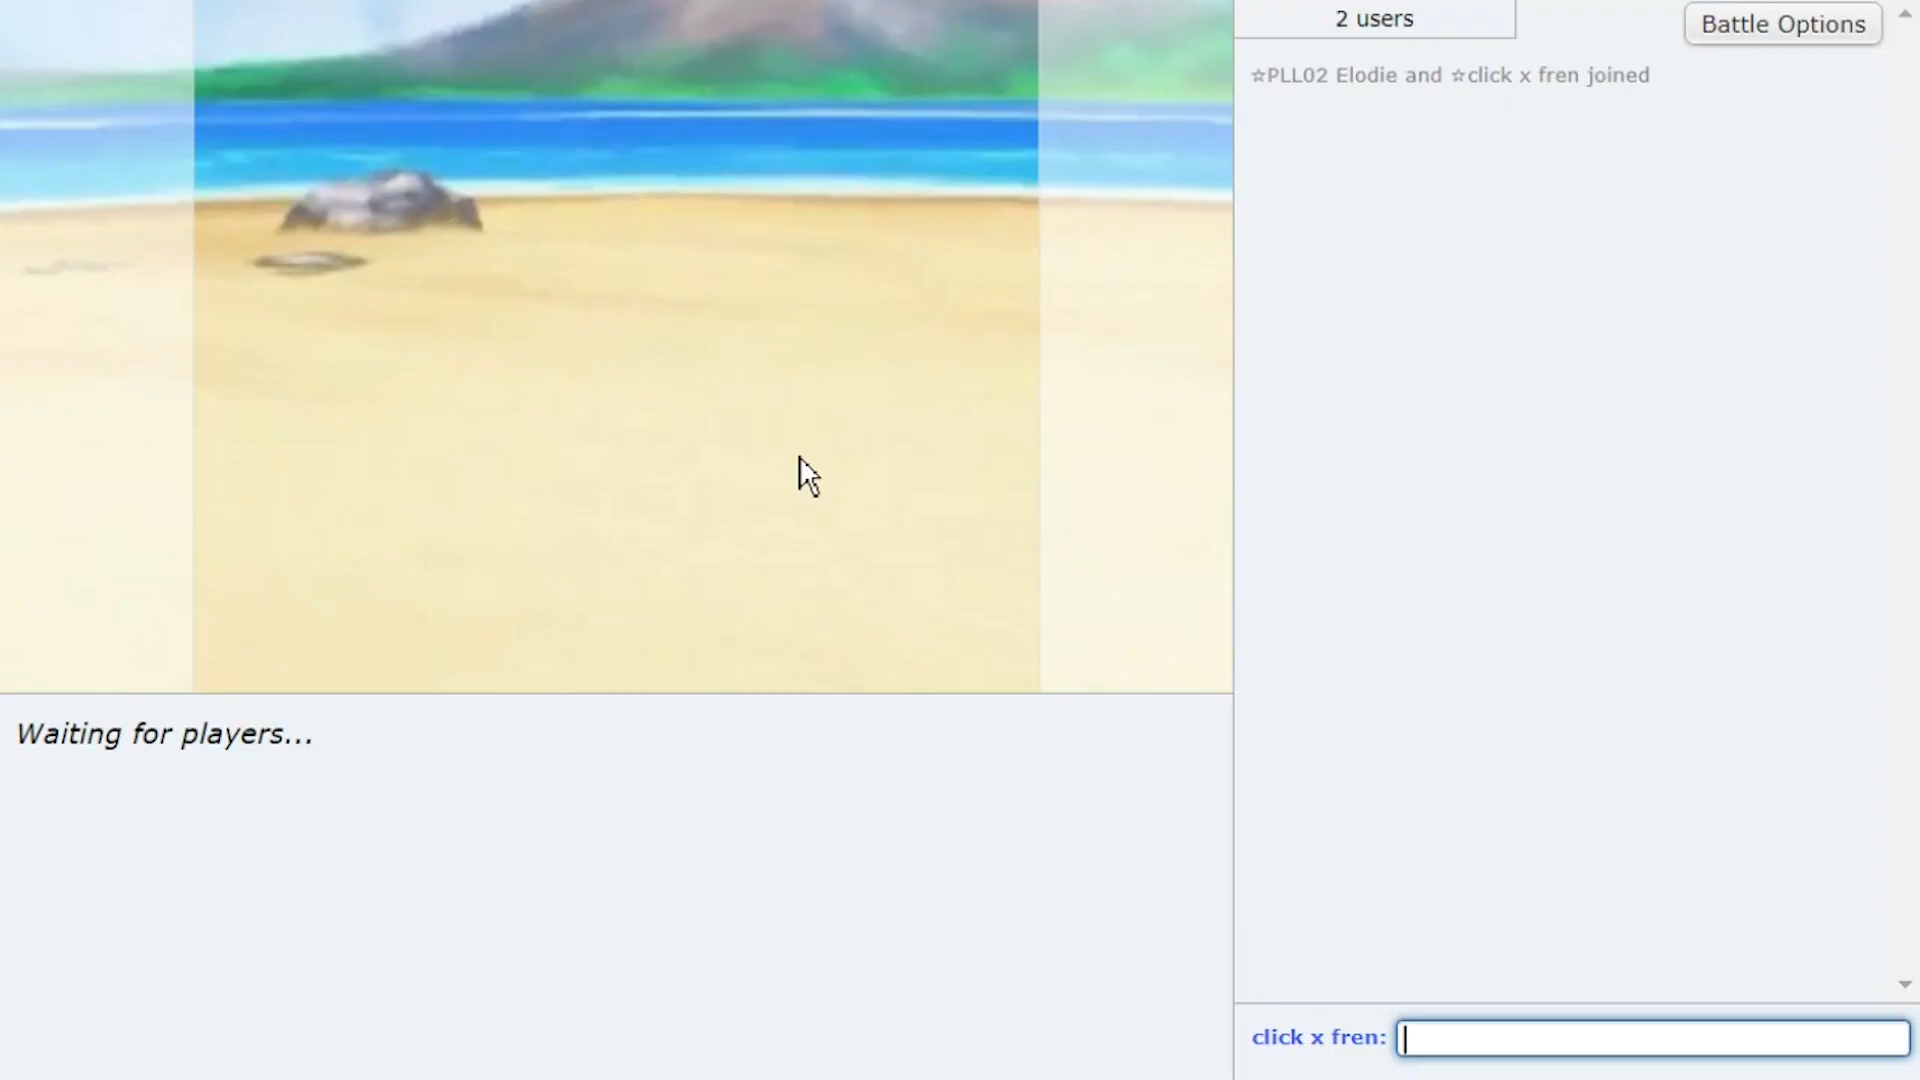 2 users
Battle Options
☆PLL02 Elodie and ☆click x fren joined
Waiting for players...
click x fren: